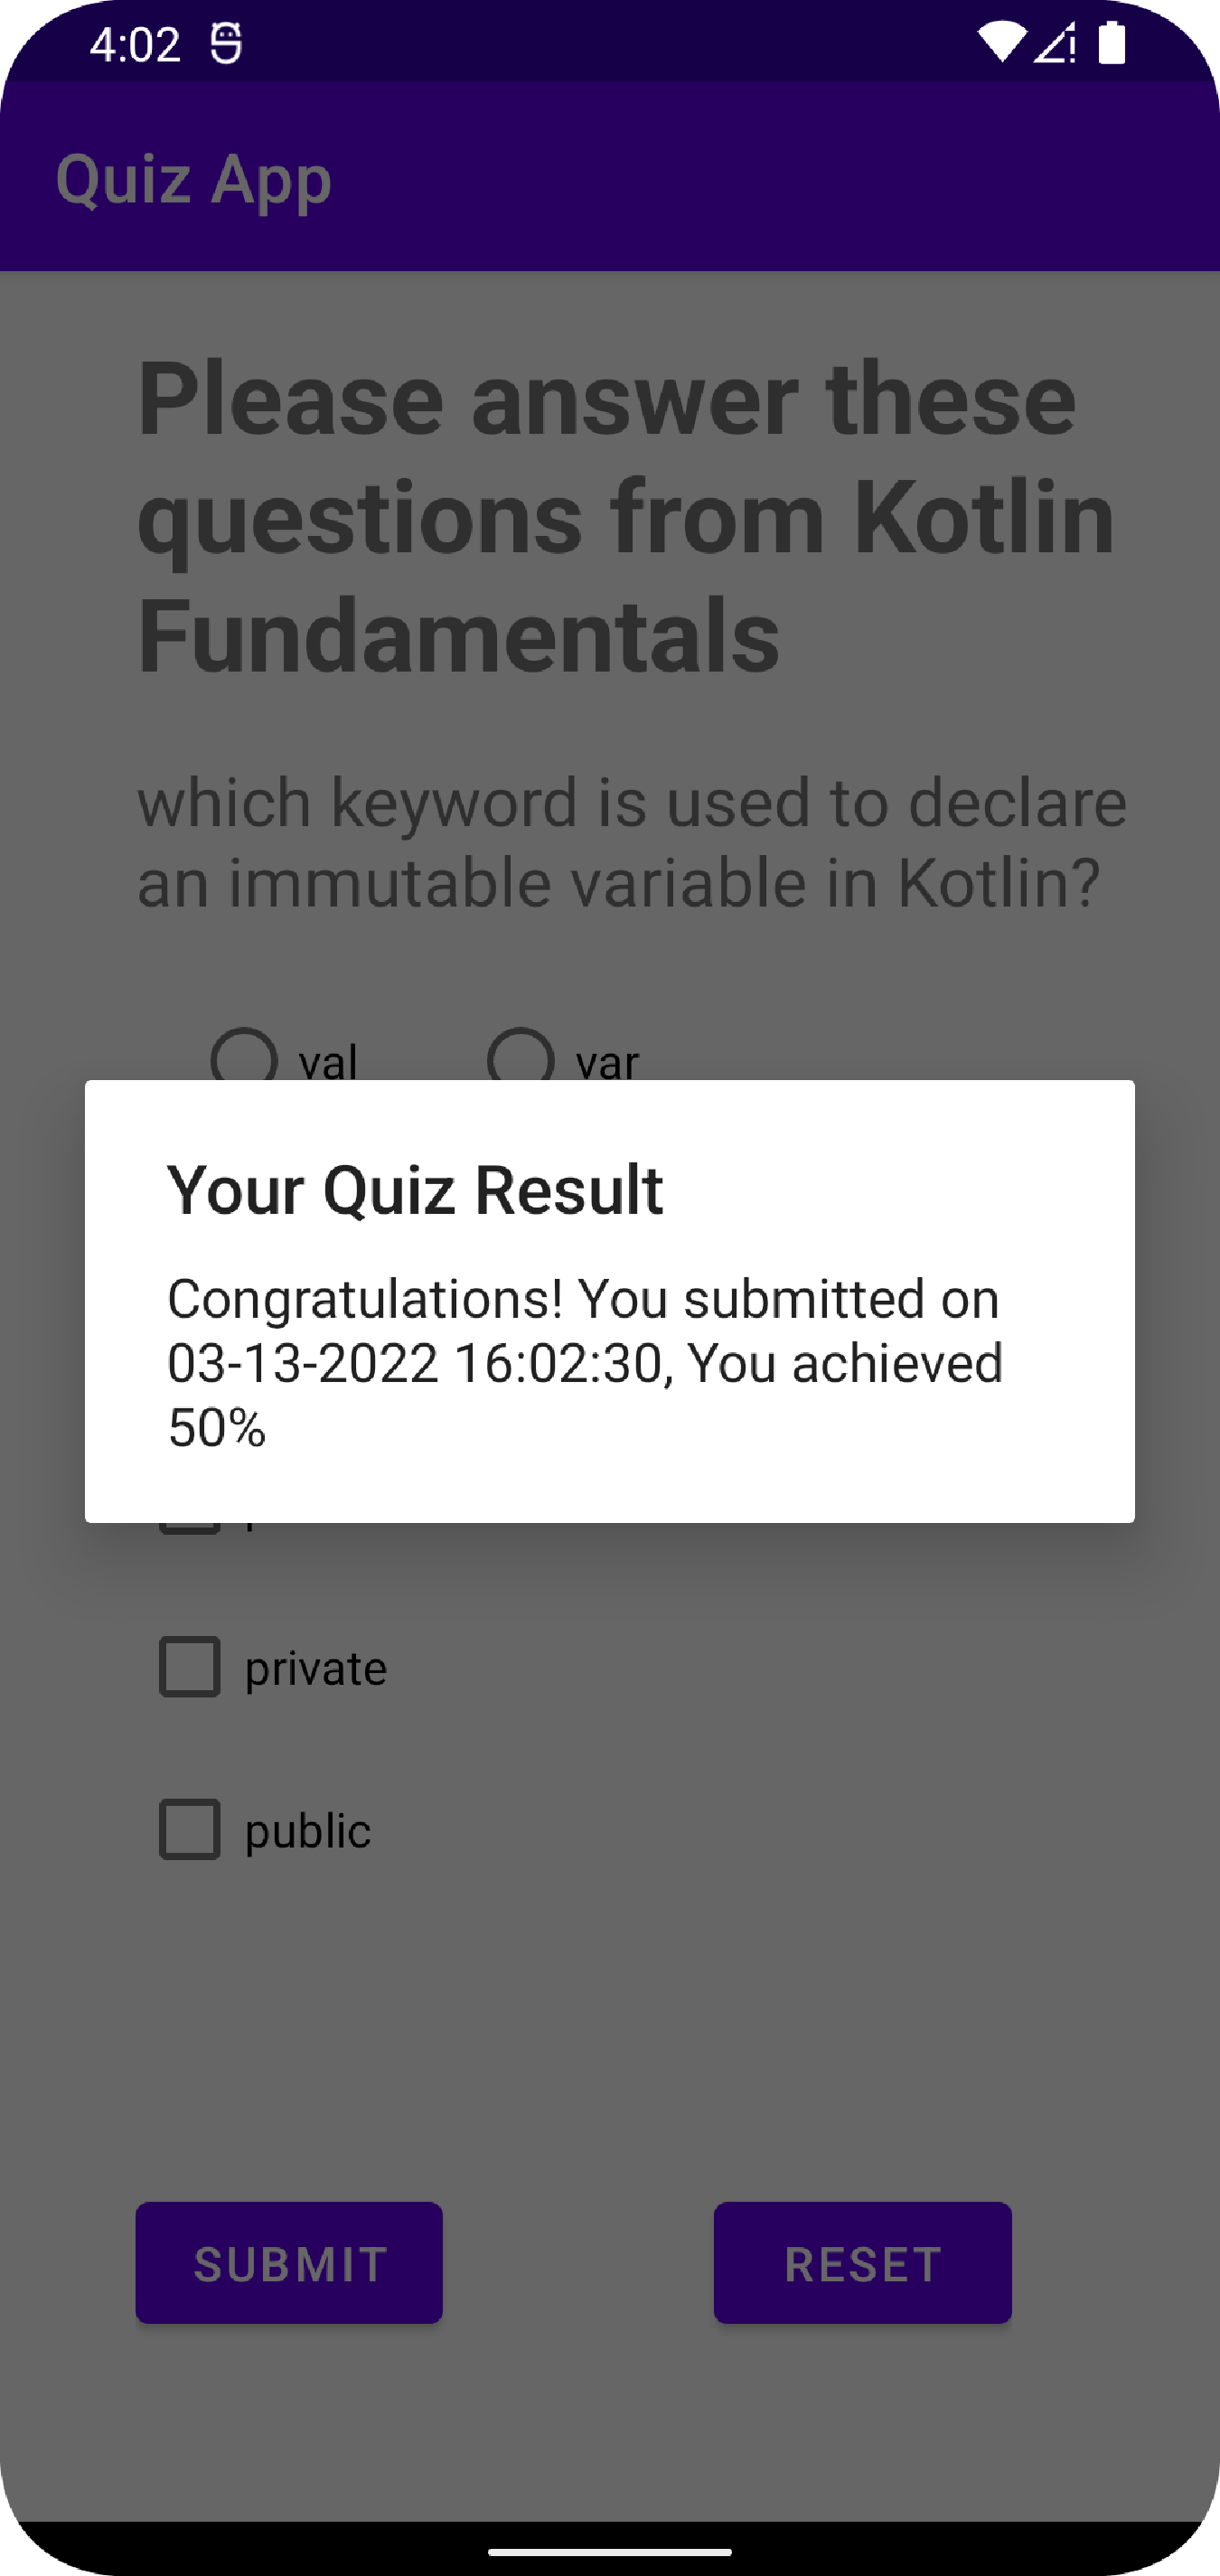 4:02
Quiz App
Please answer these
questions from Kotlin
Fundamentals
which keyword is used to declare
an immutable variable in Kotlin?
val var
Your Quiz Result
Congratulations! You submitted on
03-13-2022 16:02:30, You achieved
50%
private
public
SUBMIT RESET